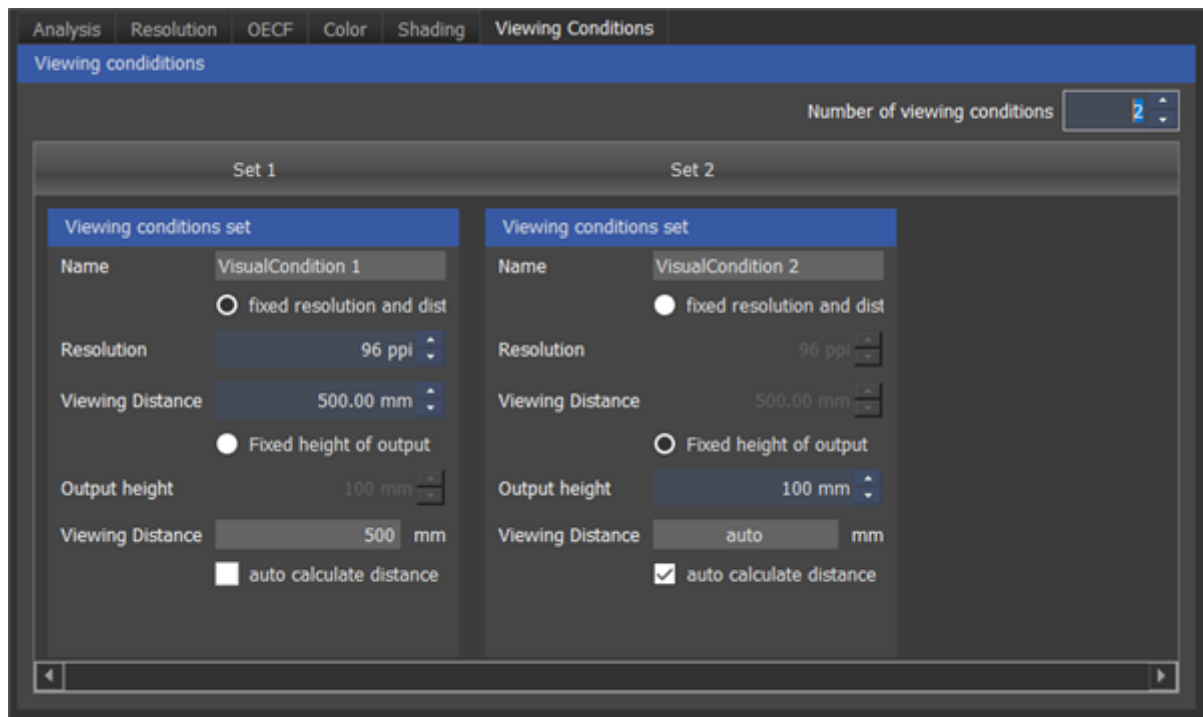 Analysis Resolution OECF Color Shading Viewing Conditions
Viewing condiditions
Number of viewing conditions 2
Set 1 Set 2
Viewing conditions set
Name VisualCondition 1
fixed resolution and dist
Resolution 96 ppi
Viewing Distance 500.00 mm
Fixed height of output
Output height 100 mm
Viewing Distance 500 mm
auto calculate distance
Viewing conditions set
Name VisualCondition 2
fixed resolution and dist
Resolution 96 ppi
Viewing Distance 500.00 mm
Fixed height of output
Output height 100 mm
Viewing Distance auto mm
auto calculate distance